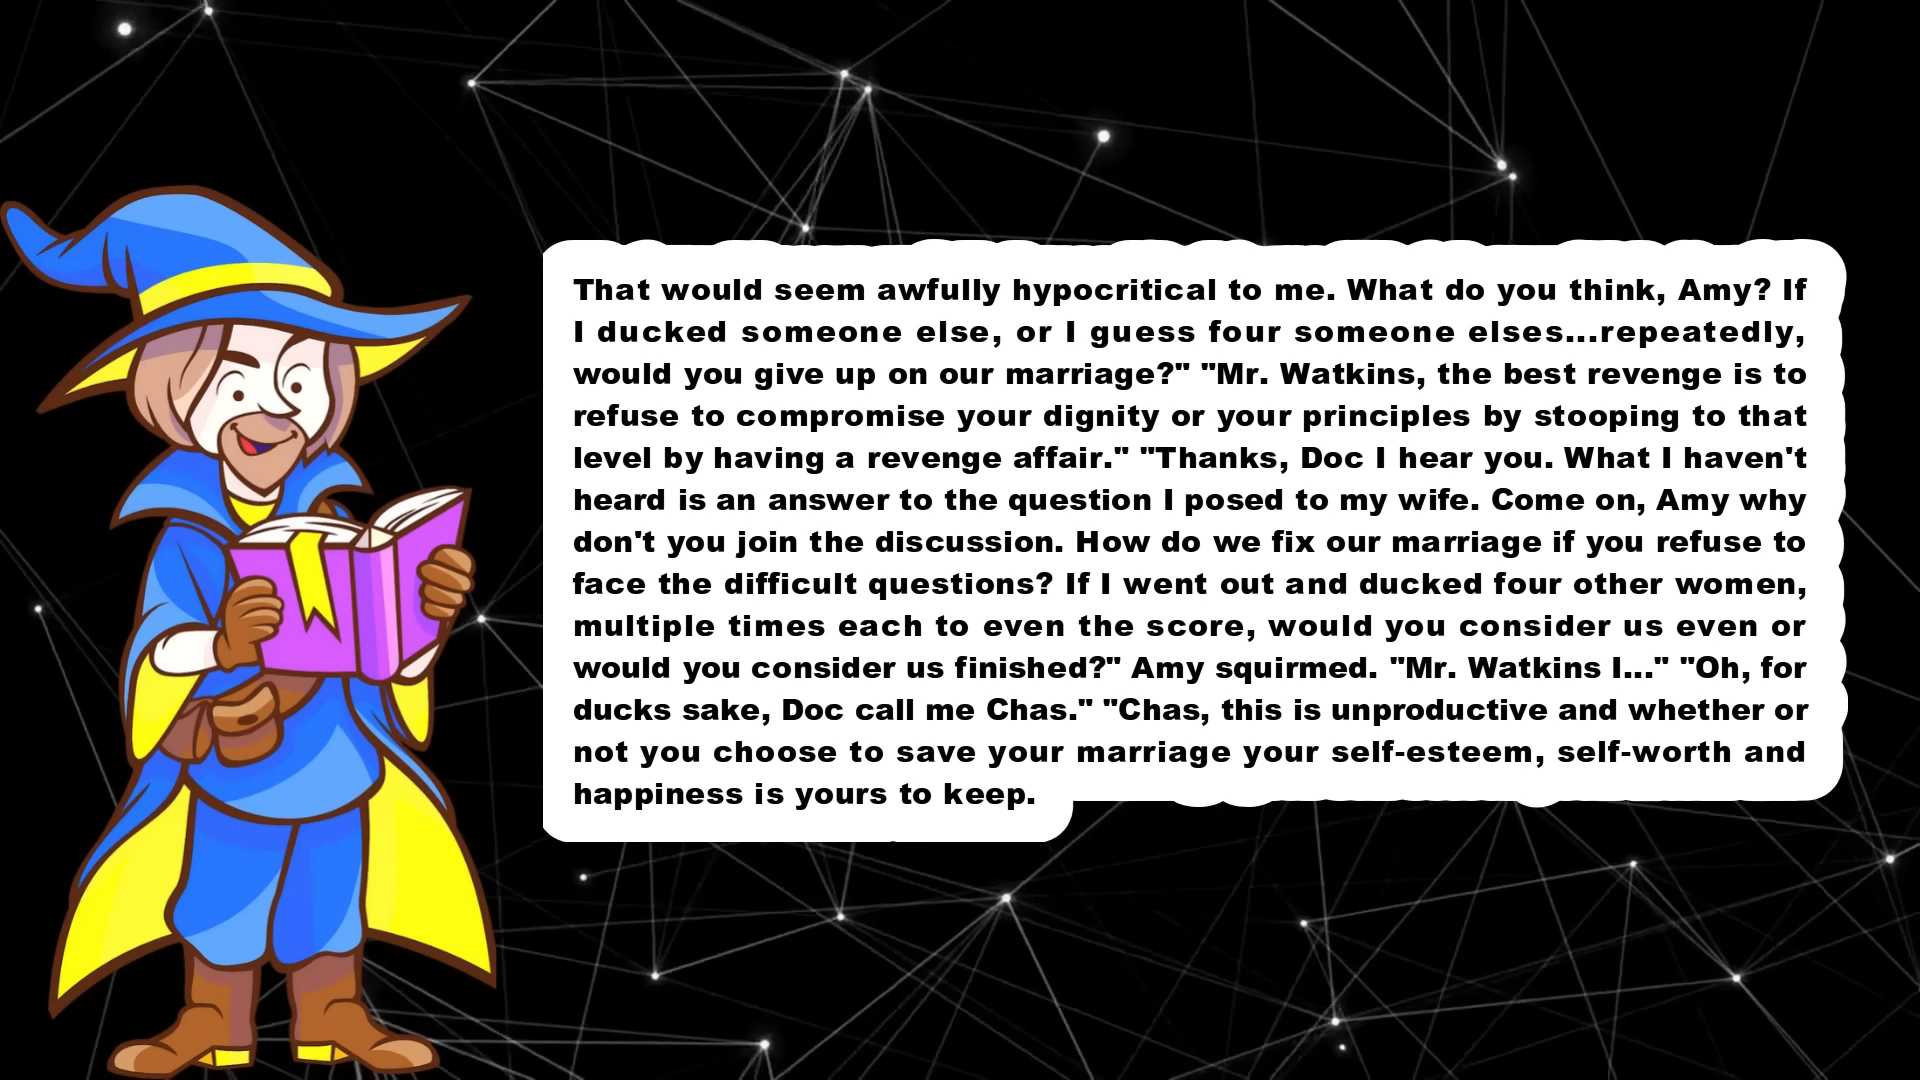 That would seem awfully hypocritical to me. What do you think, Amy? If
I ducked someone else, or I guess four someone elses...repeatedly,
would you give up on our marriage?" "Mr. Watkins, the best revenge is to
refuse to compromise your dignity or your principles by stooping to that
level by having a revenge affair." "Thanks, Doc I hear you. What I haven't
heard is an answer to the question I posed to my wife. Come on, Amy why
don't you join the discussion. How do we fix our marriage if you refuse to
face the difficult questions? If I went out and ducked four other women,
multiple times each to even the score, would you consider us even or
would you consider us finished?" Amy squirmed. "Mr. Watkins I..." "Oh, for
ducks sake, Doc call me Chas." "Chas, this is unproductive and whether or
not you choose to save your marriage your self-esteem, self-worth and
happiness is yours to keep.